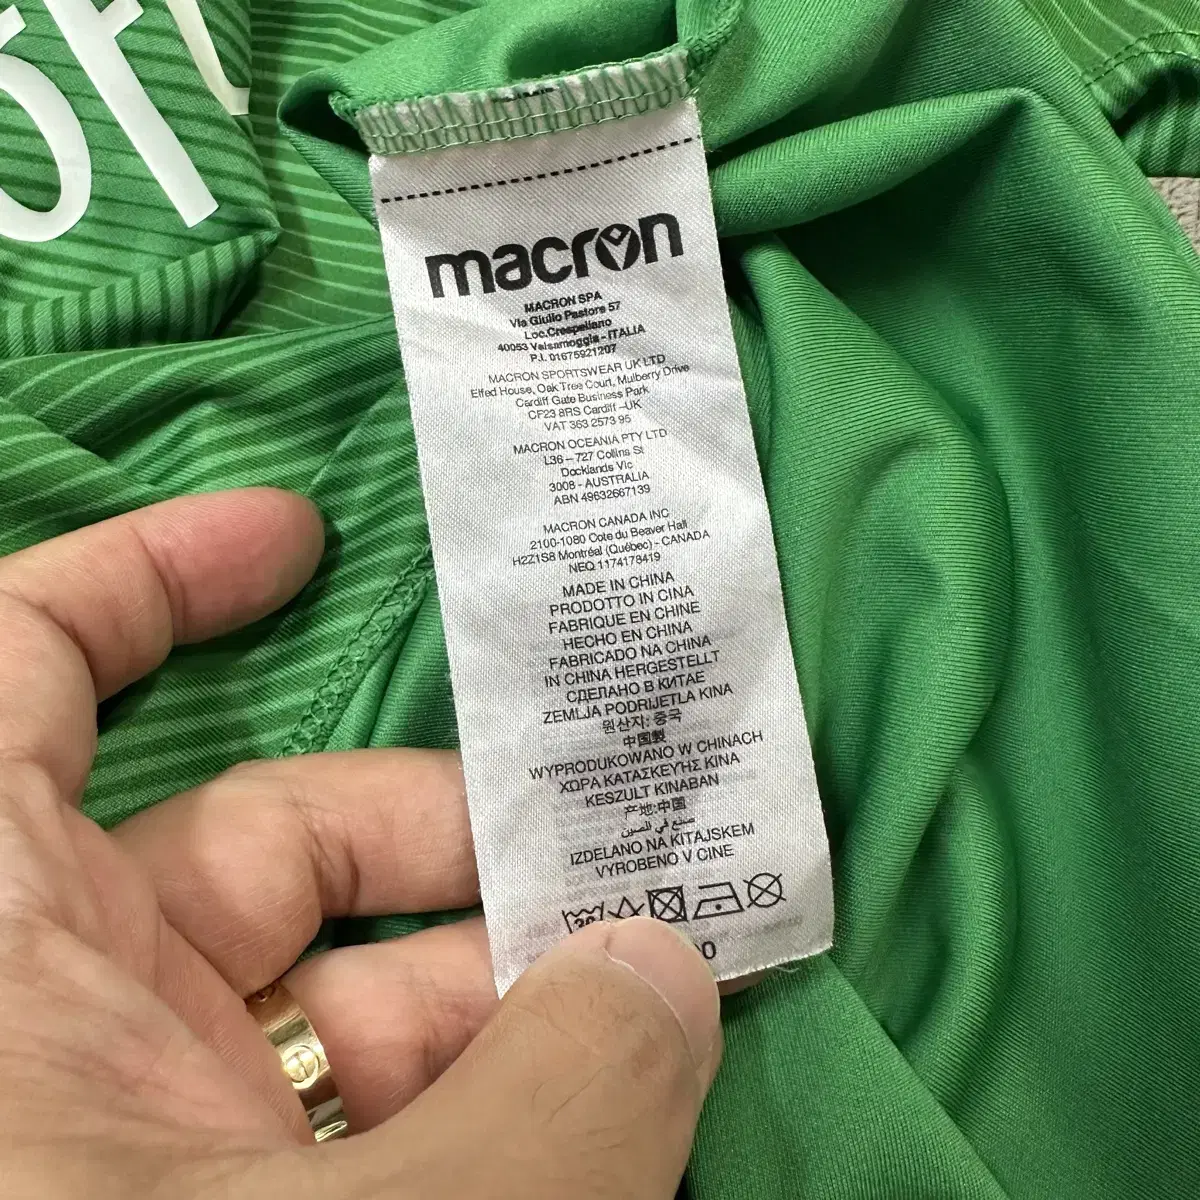 macron
MACRON SPA
Via Giulio Pastore 57
Loc.Crespellano
40053 Valsamoggia - ITALIA
P.I. 01675921207
MACRON SPORTSWEAR UK LTD
Elfed House, Oak Tree Court, Mulberry Drive
Cardiff Gate Business Park
CF23 8RS Cardiff –UK
VAT 363 2573 95
MACRON OCEANIA PTY LTD
L36 – 727 Collins St
Docklands Vic
3008 - AUSTRALIA
ABN 49632667139
MACRON CANADA INC
2100-1080 Cote du Beaver Hall
H2Z1S8 Montréal (Québec) - CANADA
NEQ 1174178419
MADE IN CHINA
PRODOTTO IN CINA
FABRIQUE EN CHINE
HECHO EN CHINA
FABRICADO NA CHINA
IN CHINA HERGESTELLT
СДЕЛАНО В КИТАЕ
ZEMLJA PODRIJETLA KINA
원산지: 중국
中国製
WYPRODUKOWANO W CHINACH
ΧΩΡΑ ΚΑΤΑΣΚΕΥΗΣ ΚΙΝΑ
KESZULT KINABAN
产地:中国
صنع في الصين
IZDELANO NA KITAJSKEM
VYROBENO V CINE
30